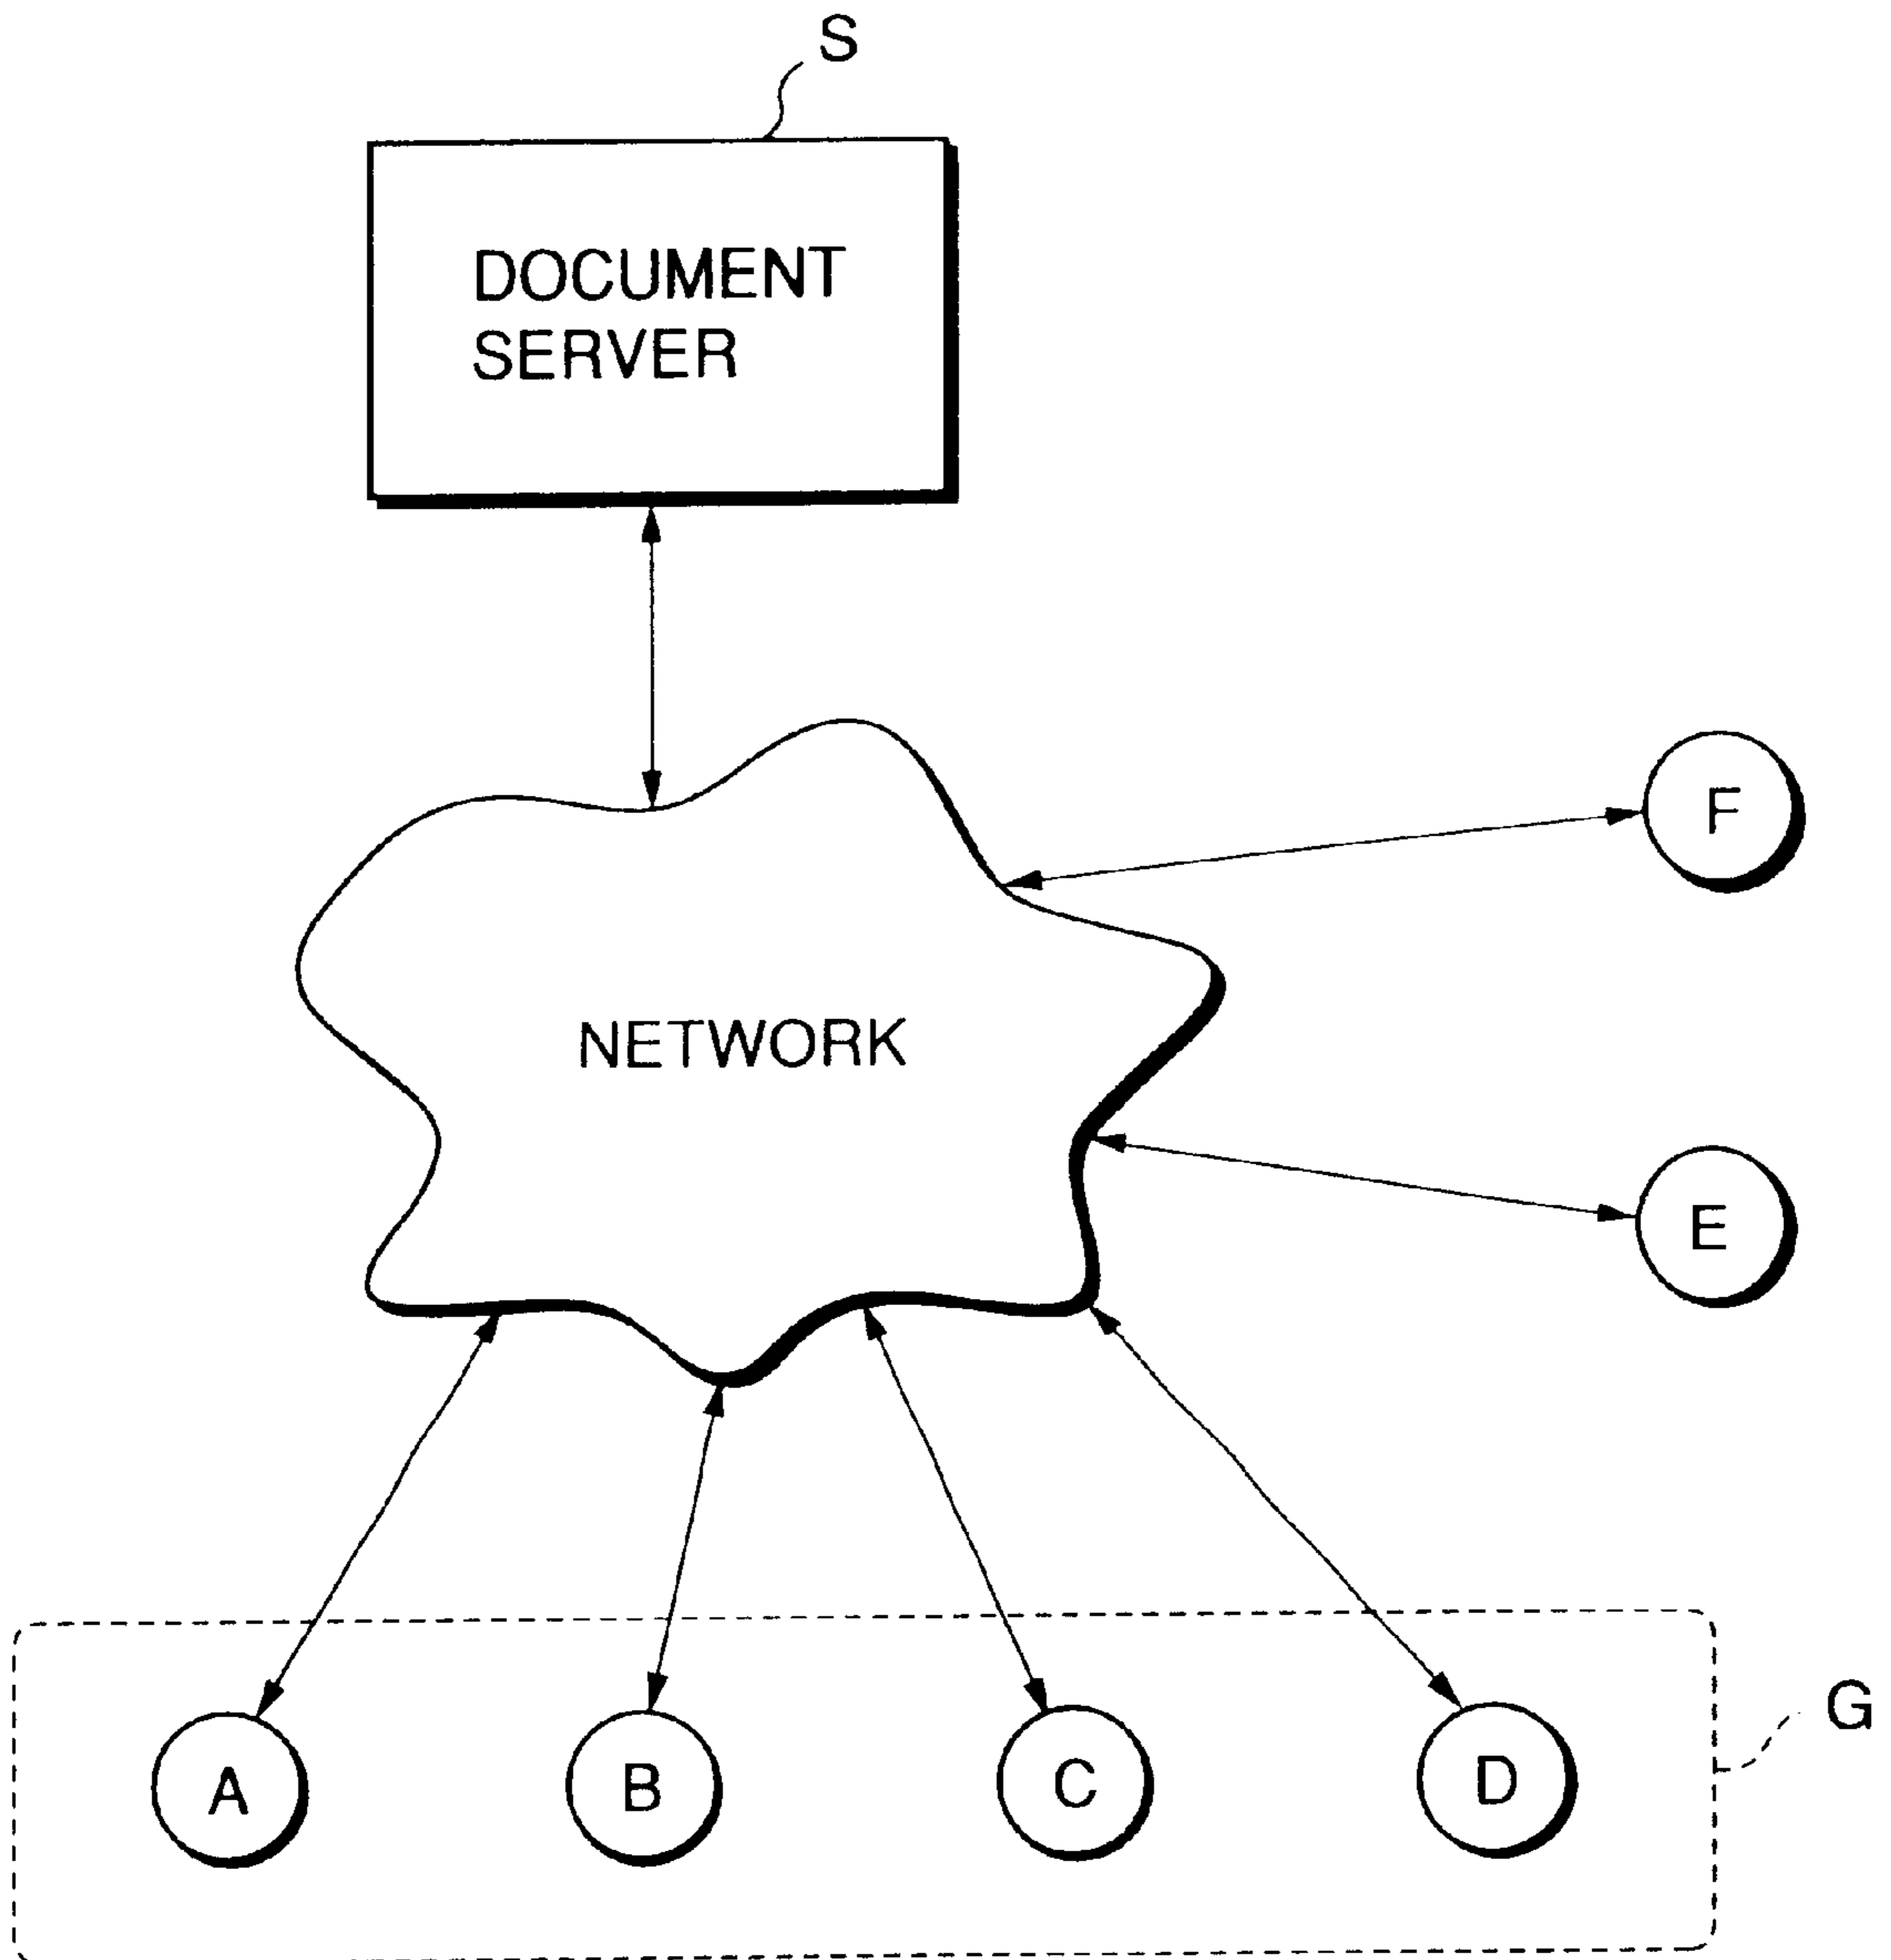 S
DOCUMENT
SERVER
F
NETWORK
E
G
A B C D